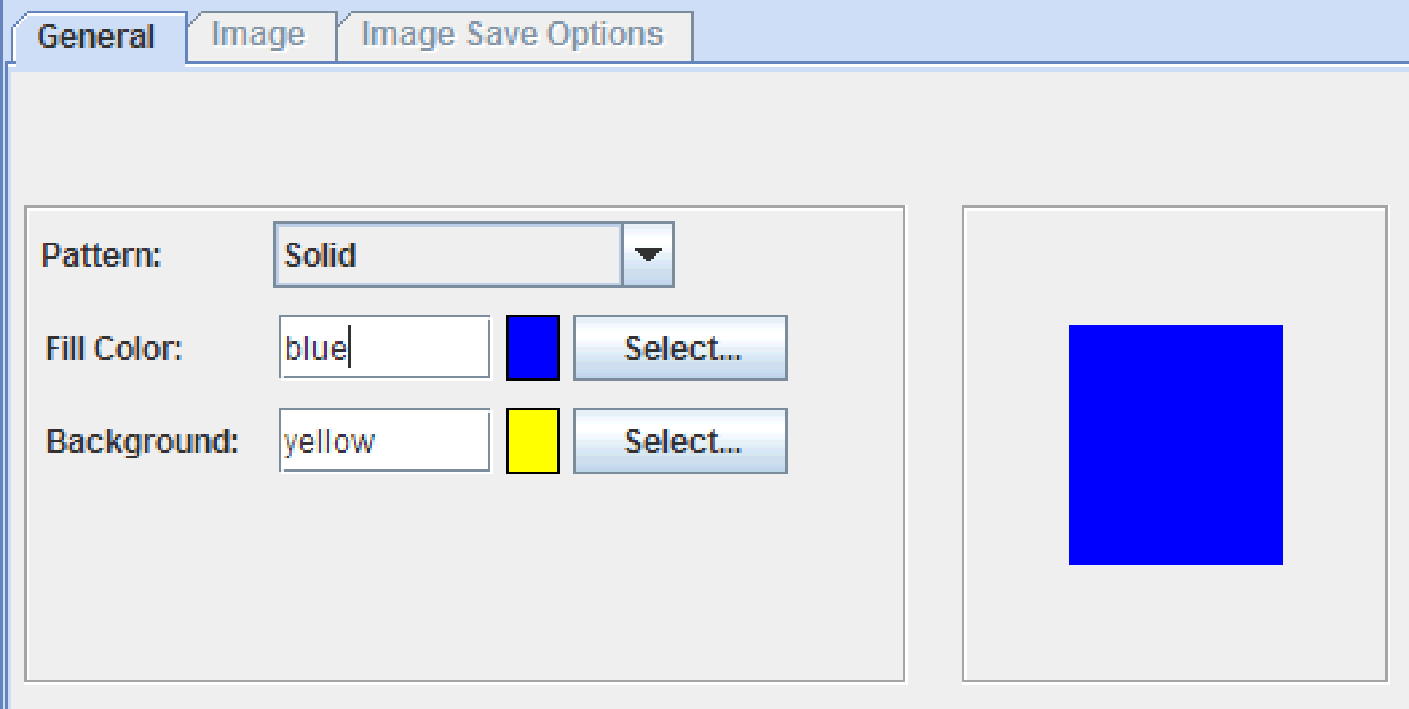 General Image Image Save Options
Pattern: Solid
Fill Color: blue Select...
Background: yellow Select...